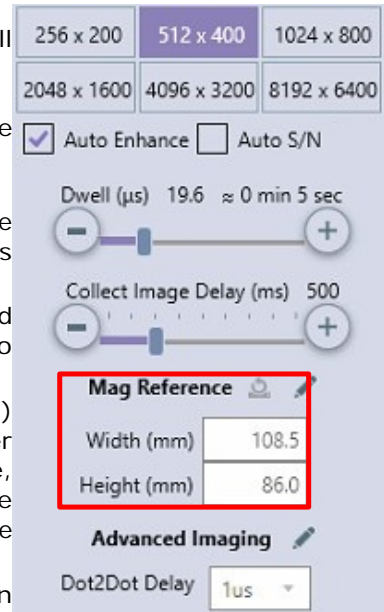 ll
256 x 200 512 x 400 1024 x 800
2048 x 1600 4096 x 3200 8192 x 6400
e
Auto Enhance Auto S/N
Dwell (µs) 19.6 ≈ 0 min 5 sec
e
s
Collect Image Delay (ms) 500
d
o
Mag Reference
)
Width (mm) 108.5
r
e,
Height (mm) 86.0
e
e
Advanced Imaging
Dot2Dot Delay 1us
n